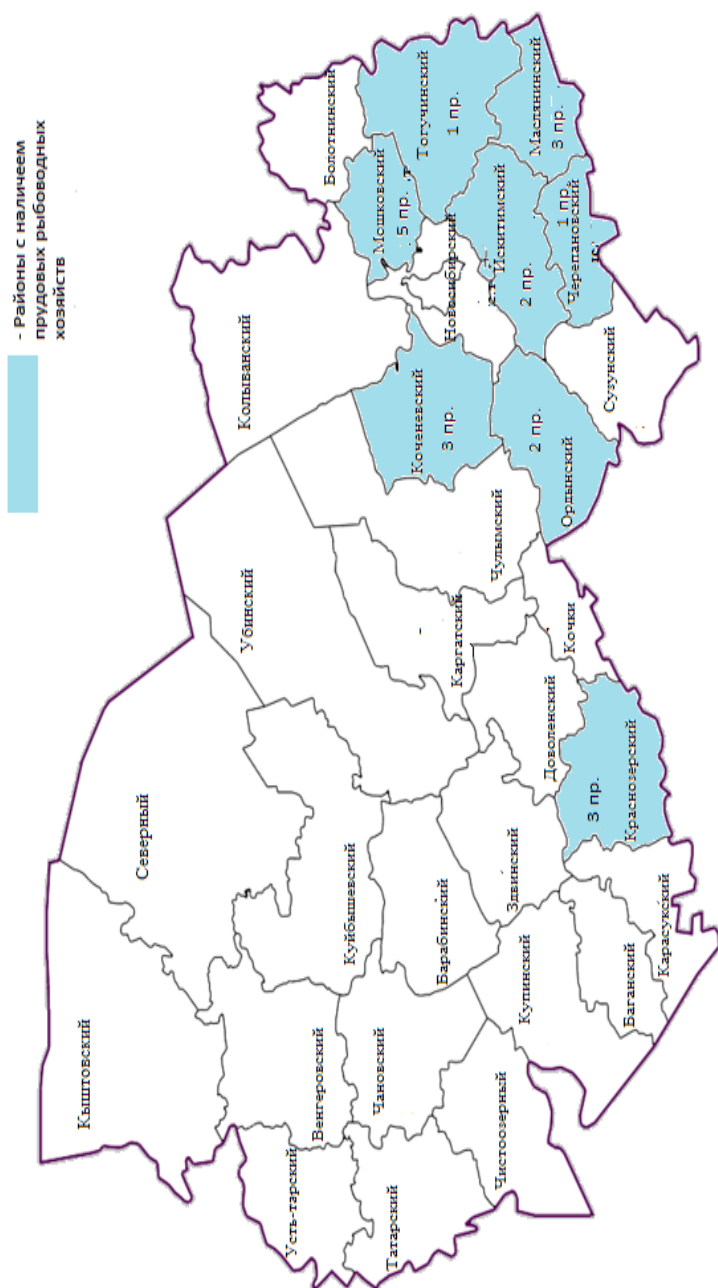 - Районы с наличеем
прудовых рыбоводных
хозяйств
Кыштовский
Северный
Убинский
Колыванский
Болотнинский
Мошковский
5 пр.
Тогучинский
1 пр.
Маслянинский
3 пр.
Новосибирский
Искитимский
2 пр.
Черепановский
1 пр.
Сузунский
Ордынский
2 пр.
Коченевский
3 пр.
Чулымский
Каргатский
Кочки
Доволенский
Краснозерский
3 пр.
Здвинский
Барабинский
Куйбышевский
Венгеровский
Чановский
Усть-тарский
Татарский
Чистоозерный
Купинский
Баганский
Карасукский